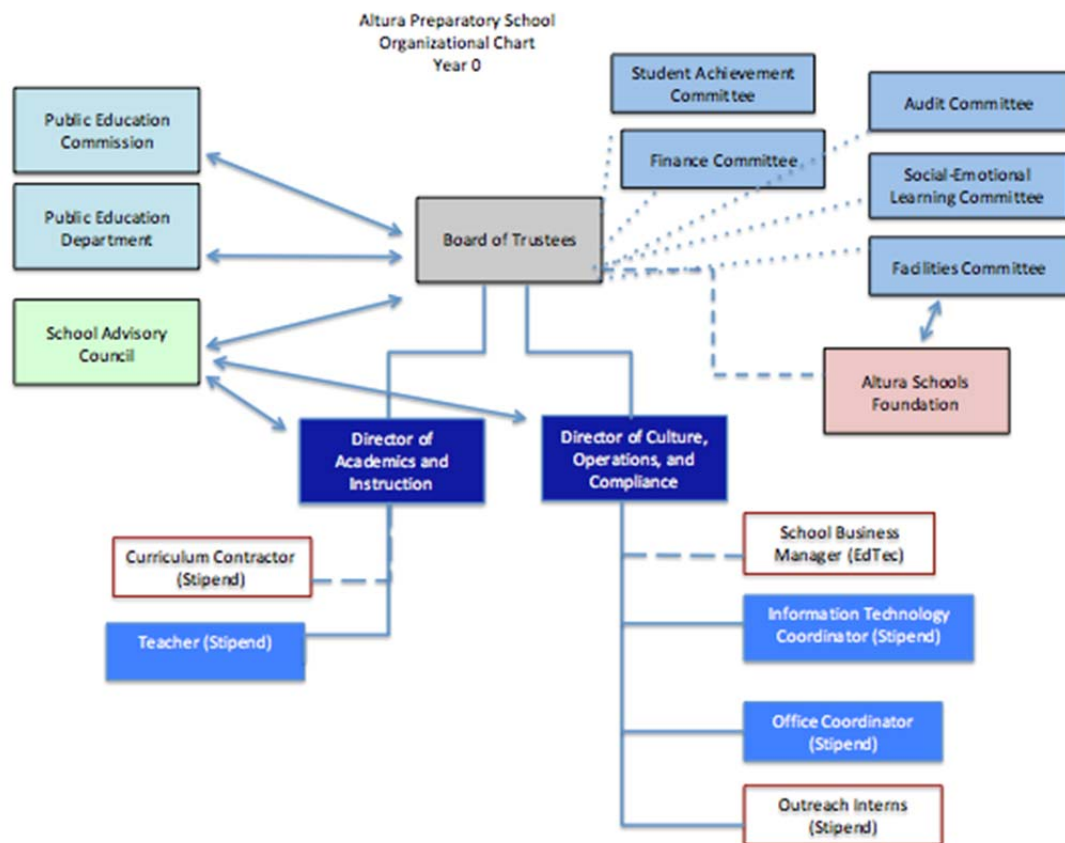 Altura Preparatory School
Organizational Chart
Year 0
Student Achievement
Committee
Audit Committee
Public Education
Commission
Finance Committee
Social-Emotional
Learning Committee
Public Education
Department
Board of Trustees
Facilities Committee
School Advisory
Council
Altura Schools
Foundation
Director of
Academics and
Instruction
Director of Culture,
Operations, and
Compliance
Curriculum Contractor
(Stipend)
School Business
Manager (EdTec)
Teacher (Stipend)
Information Technology
Coordinator (Stipend)
Office Coordinator
(Stipend)
Outreach Interns
(Stipend)